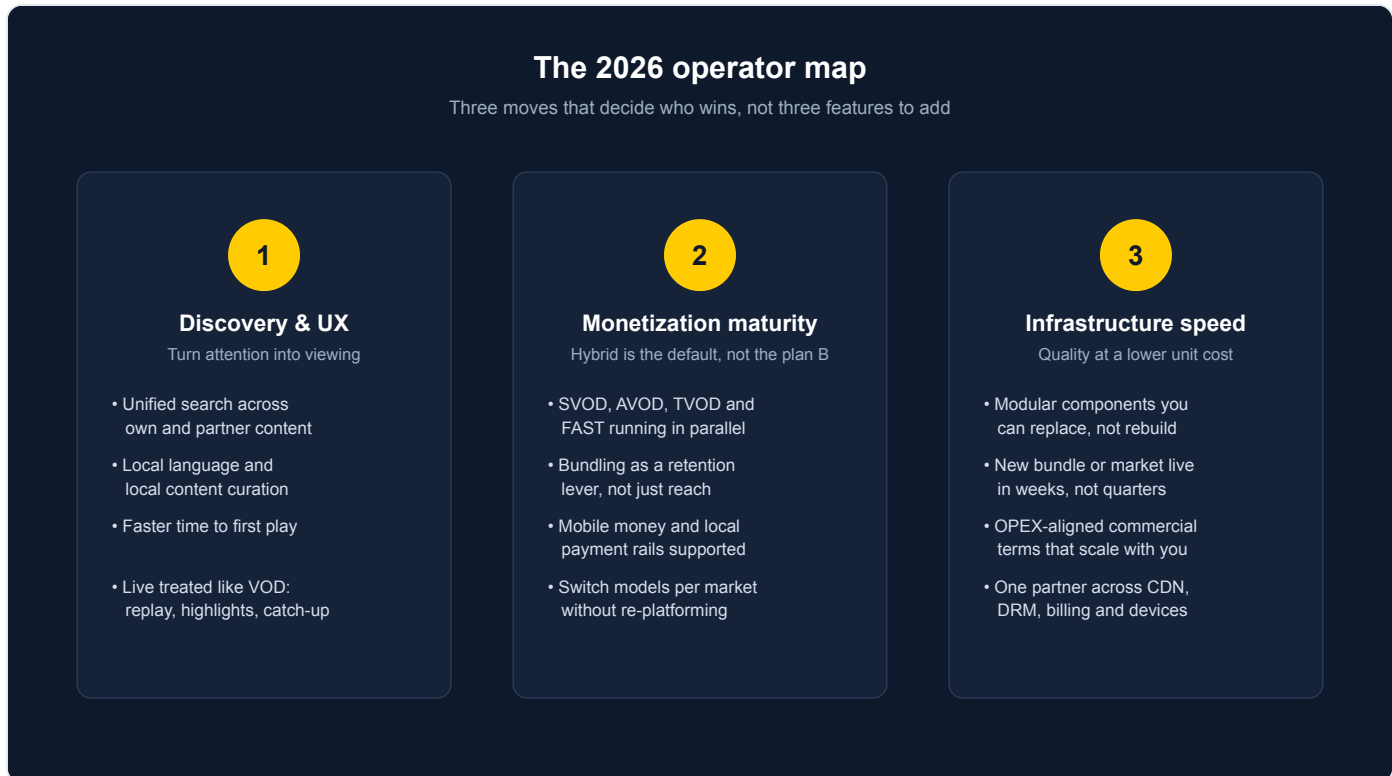 The 2026 operator map
Three moves that decide who wins, not three features to add
1
Discovery & UX
Turn attention into viewing
• Unified search across
own and partner content
• Local language and
local content curation
• Faster time to first play
• Live treated like VOD:
replay, highlights, catch-up
2
Monetization maturity
Hybrid is the default, not the plan B
• SVOD, AVOD, TVOD and
FAST running in parallel
• Bundling as a retention
lever, not just reach
• Mobile money and local
payment rails supported
• Switch models per market
without re-platforming
3
Infrastructure speed
Quality at a lower unit cost
• Modular components you
can replace, not rebuild
• New bundle or market live
in weeks, not quarters
• OPEX-aligned commercial
terms that scale with you
• One partner across CDN,
DRM, billing and devices